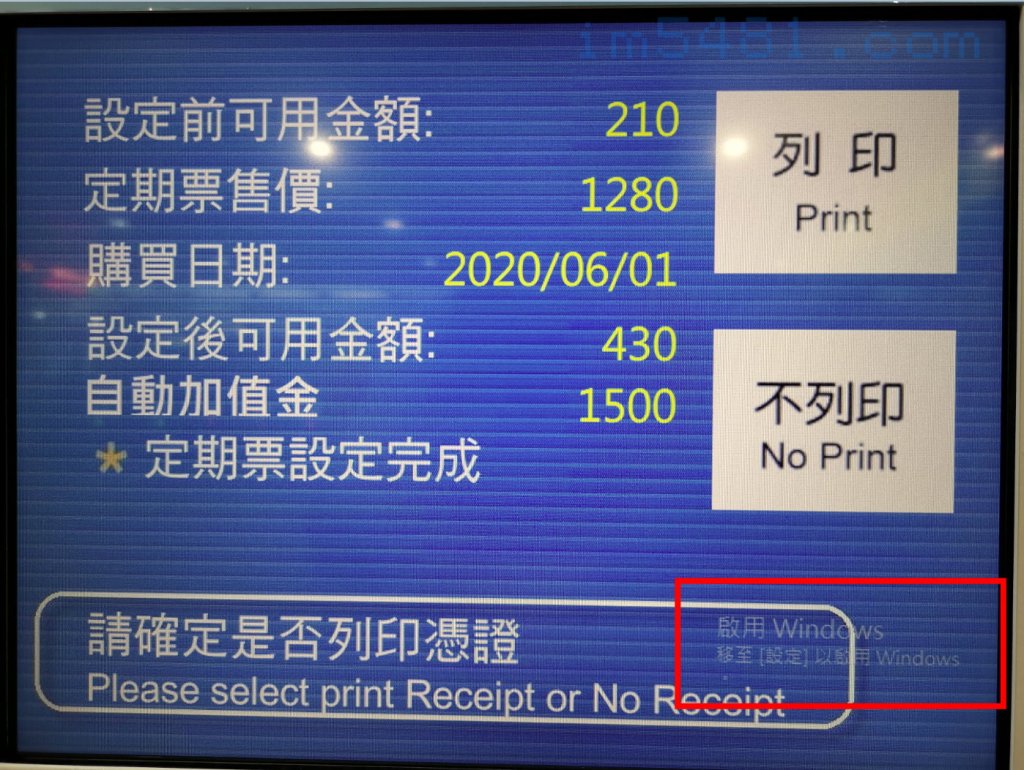 im5481.com
設定前可用金額: 210
定期票售價: 1280
購買日期: 2020/06/01
設定後可用金額: 430
自動加值金 1500
* 定期票設定完成
列 印
Print
不列印
No Print
請確定是否列印憑證
Please select print Receipt or No Receipt
啟用 Windows
移至 [設定] 以啟用 Windows
。